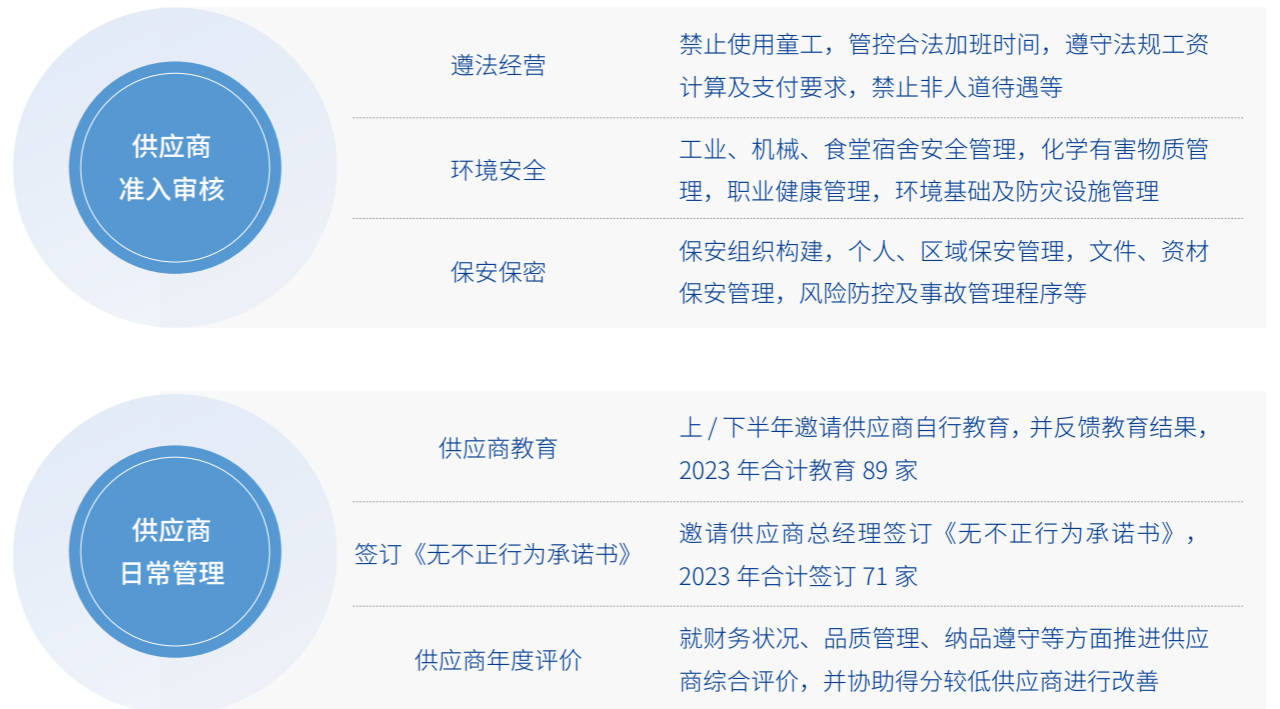 供应商
准入审核
遵法经营
禁止使用童工，管控合法加班时间，遵守法规工资
计算及支付要求，禁止非人道待遇等
环境安全
工业、机械、食堂宿舍安全管理，化学有害物质管
理，职业健康管理，环境基础及防灾设施管理
保安保密
保安组织构建，个人、区域保安管理，文件、资材
保安管理，风险防控及事故管理程序等
供应商
日常管理
供应商教育
上 / 下半年邀请供应商自行教育，并反馈教育结果，
2023 年合计教育 89 家
签订《无不正行为承诺书》
邀请供应商总经理签订《无不正行为承诺书》，
2023 年合计签订 71 家
供应商年度评价
就财务状况、品质管理、纳品遵守等方面推进供应
商综合评价，并协助得分较低供应商进行改善